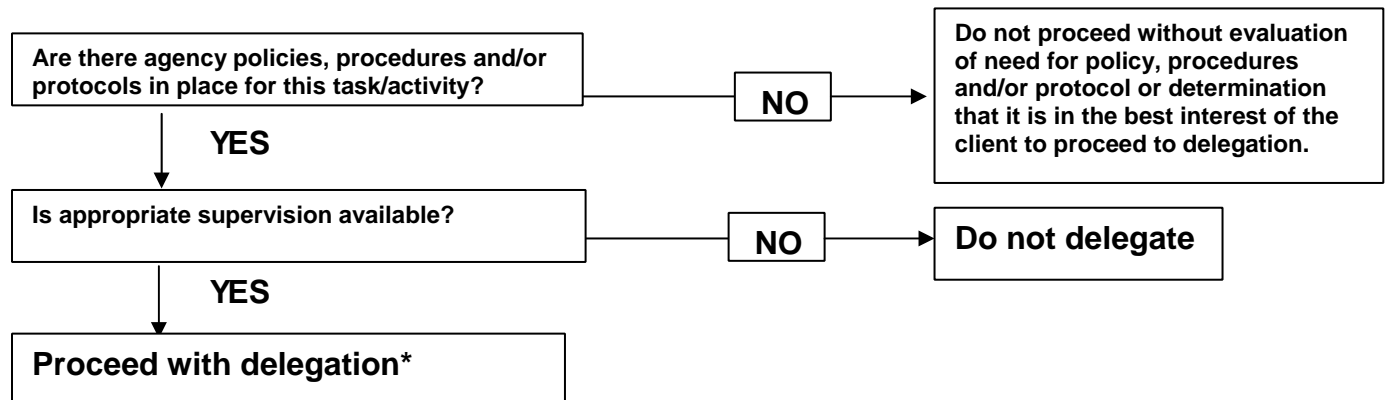 Are there agency policies, procedures and/or
protocols in place for this task/activity?
NO
Do not proceed without evaluation
of need for policy, procedures
and/or protocol or determination
that it is in the best interest of the
client to proceed to delegation.
YES
Is appropriate supervision available?
NO
Do not delegate
YES
Proceed with delegation*